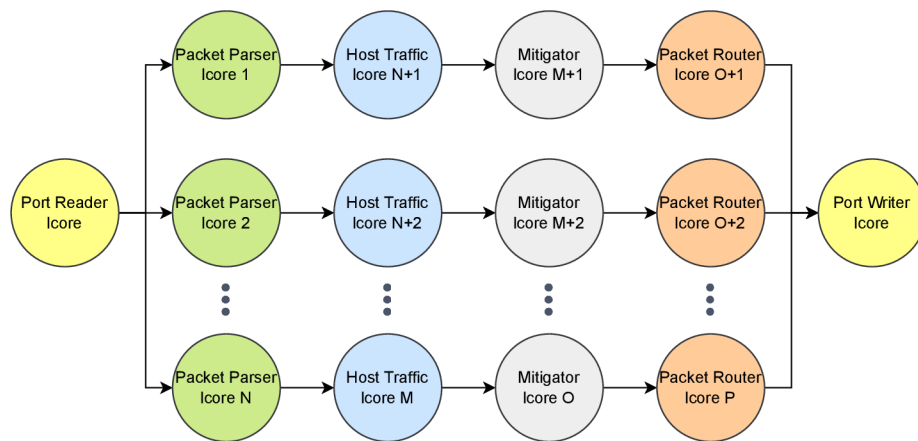 Packet Parser
lcore 1
Host Traffic
lcore N+1
Mitigator
lcore M+1
Packet Router
lcore O+1
Port Reader
lcore
Packet Parser
lcore 2
Host Traffic
lcore N+2
Mitigator
lcore M+2
Packet Router
lcore O+2
Port Writer
lcore
Packet Parser
lcore N
Host Traffic
lcore M
Mitigator
lcore O
Packet Router
lcore P